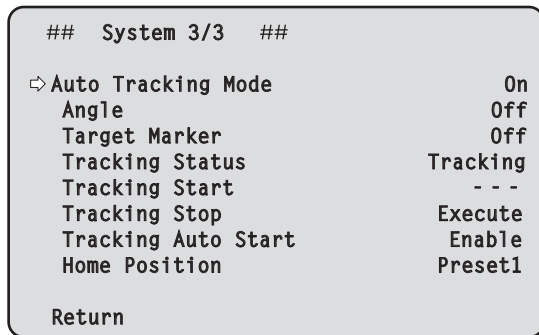 ## System 3/3 ##
⇨Auto Tracking Mode On
Angle Off
Target Marker Off
Tracking Status Tracking
Tracking Start - - -
Tracking Stop Execute
Tracking Auto Start Enable
Home Position Preset1
Return